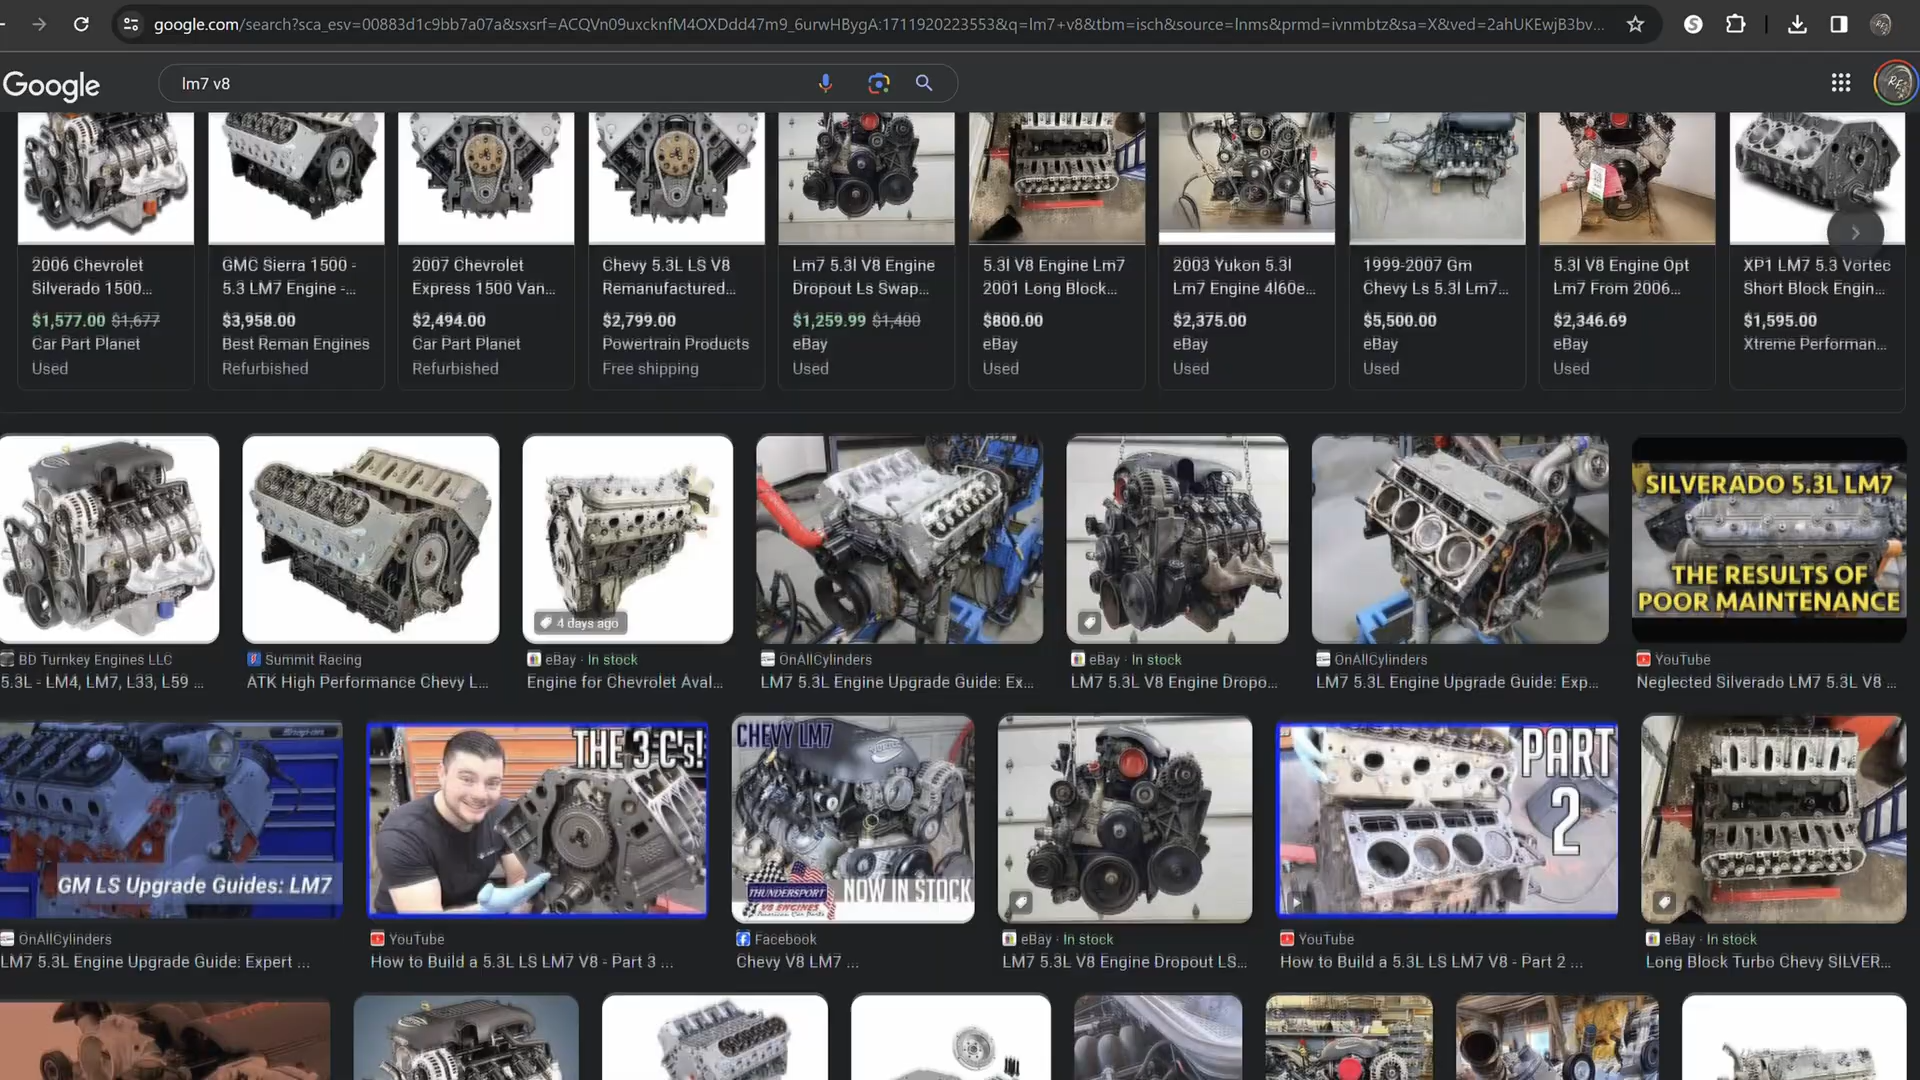 google.com/search?sca_esv=00883d1c9bb7a07a&sxsrf=ACQVn09uxcknfM4OXDdd47m9_6urwHBygA:1711920223553&q=lm7+v8&tbm=isch&source=lnms&prmd=ivnmbtz&sa=X&ved=2ahUKEwjB3bv...
Google
lm7 v8
2006 Chevrolet
Silverado 1500...
$1,577.00 $1,677
Car Part Planet
Used
GMC Sierra 1500 -
5.3 LM7 Engine -...
$3,958.00
Best Reman Engines
Refurbished
2007 Chevrolet
Express 1500 Van...
$2,494.00
Car Part Planet
Refurbished
Chevy 5.3L LS V8
Remanufactured...
$2,799.00
Powertrain Products
Free shipping
Lm7 5.3l V8 Engine
Dropout Ls Swap...
$1,259.99 $1,400
eBay
Used
5.3l V8 Engine Lm7
2001 Long Block...
$800.00
eBay
Used
2003 Yukon 5.3l
Lm7 Engine 4l60e...
$2,375.00
eBay
Used
1999-2007 Gm
Chevy Ls 5.3l Lm7...
$5,500.00
eBay
Used
5.3l V8 Engine Opt
Lm7 From 2006...
$2,346.69
eBay
Used
XP1 LM7 5.3 Vortec
Short Block Engin...
$1,595.00
Xtreme Performan...
BD Turnkey Engines LLC
5.3L - LM4, LM7, L33, L59 ...
Summit Racing
ATK High Performance Chevy L...
4 days ago
eBay · In stock
Engine for Chevrolet Aval...
OnAllCylinders
LM7 5.3L Engine Upgrade Guide: Ex...
eBay · In stock
LM7 5.3L V8 Engine Dropo...
OnAllCylinders
LM7 5.3L Engine Upgrade Guide: Exp...
SILVERADO 5.3L LM7
THE RESULTS OF
POOR MAINTENANCE
YouTube
Neglected Silverado LM7 5.3L V8 ...
GM LS Upgrade Guides: LM7
OnAllCylinders
LM7 5.3L Engine Upgrade Guide: Expert ...
THE 3 C's!
YouTube
How to Build a 5.3L LS LM7 V8 - Part 3 ...
CHEVY LM7
THUNDERSPORT
V8 ENGINES
American Car Parts
NOW IN STOCK
Facebook
Chevy V8 LM7 ...
eBay · In stock
LM7 5.3L V8 Engine Dropout LS...
PART
2
YouTube
How to Build a 5.3L LS LM7 V8 - Part 2 ...
eBay · In stock
Long Block Turbo Chevy SILVER...